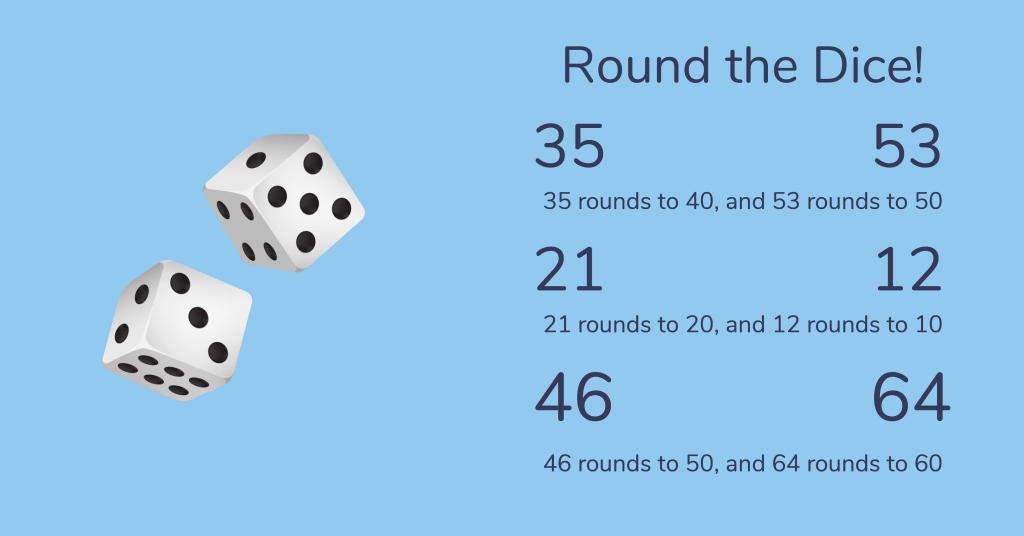 Round the Dice!
35 53
35 rounds to 40, and 53 rounds to 50
21 12
21 rounds to 20, and 12 rounds to 10
46 64
46 rounds to 50, and 64 rounds to 60